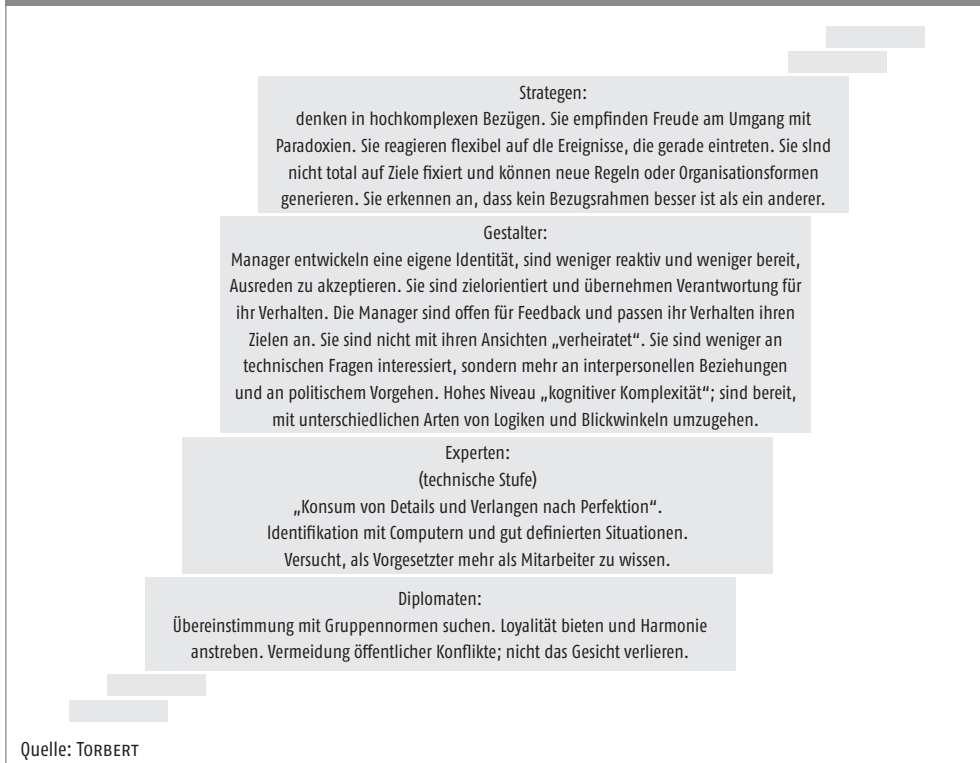 Strategen:
denken in hochkomplexen Bezügen. Sie empfinden Freude am Umgang mit
Paradoxien. Sie reagieren flexibel auf dle Ereignisse, die gerade eintreten. Sie slnd
nicht total auf Ziele fixiert und können neue Regeln oder Organisationsformen
generieren. Sie erkennen an, dass kein Bezugsrahmen besser ist als ein anderer.
Gestalter:
Manager entwickeln eine eigene Identität, sind weniger reaktiv und weniger bereit,
Ausreden zu akzeptieren. Sie sind zielorientiert und übernehmen Verantwortung für
ihr Verhalten. Die Manager sind offen für Feedback und passen ihr Verhalten ihren
Zielen an. Sie sind nicht mit ihren Ansichten „verheiratet“. Sie sind weniger an
technischen Fragen interessiert, sondern mehr an interpersonellen Beziehungen
und an politischem Vorgehen. Hohes Niveau „kognitiver Komplexität“; sind bereit,
mit unterschiedlichen Arten von Logiken und Blickwinkeln umzugehen.
Experten:
(technische Stufe)
„Konsum von Details und Verlangen nach Perfektion“.
Identifikation mit Computern und gut definierten Situationen.
Versucht, als Vorgesetzter mehr als Mitarbeiter zu wissen.
Diplomaten:
Übereinstimmung mit Gruppennormen suchen. Loyalität bieten und Harmonie
anstreben. Vermeidung öffentlicher Konflikte; nicht das Gesicht verlieren.
Quelle: TORBERT